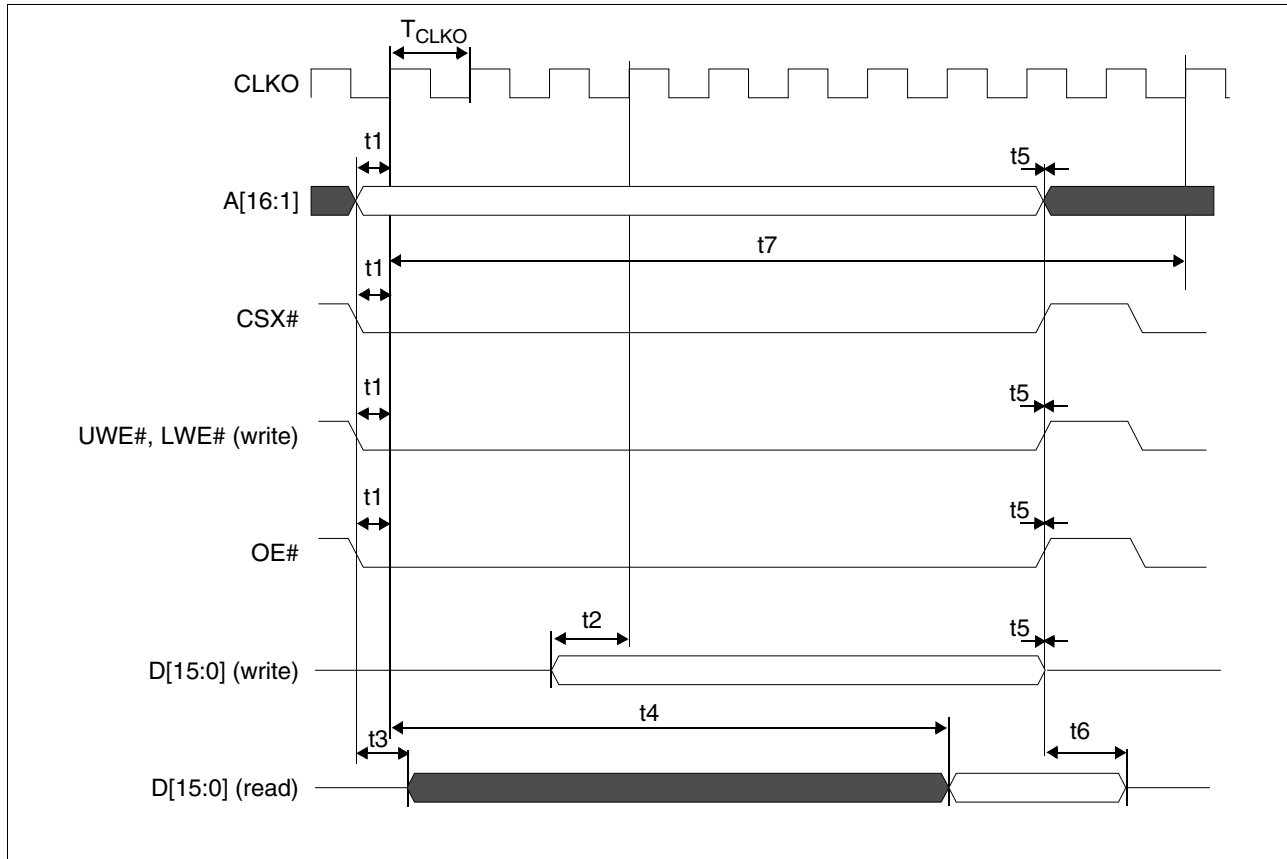 T_CLKO
CLKO
t1
t5
A[16:1]
t7
t1
CSX#
t1
t5
UWE#, LWE# (write)
t1
t5
OE#
t2
t5
D[15:0] (write)
t4
t3
t6
D[15:0] (read)